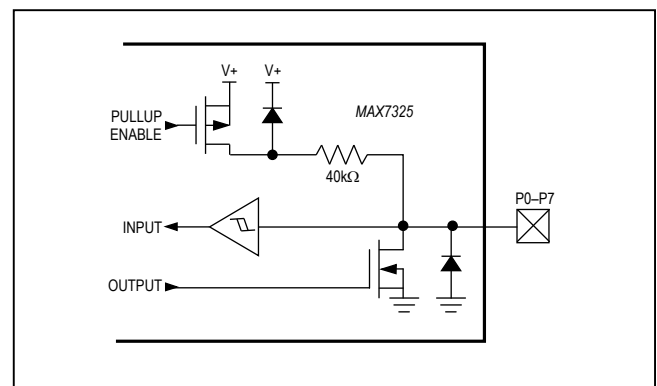 V+ V+
MAX7325
PULLUP
ENABLE
40kΩ
P0–P7
INPUT
OUTPUT